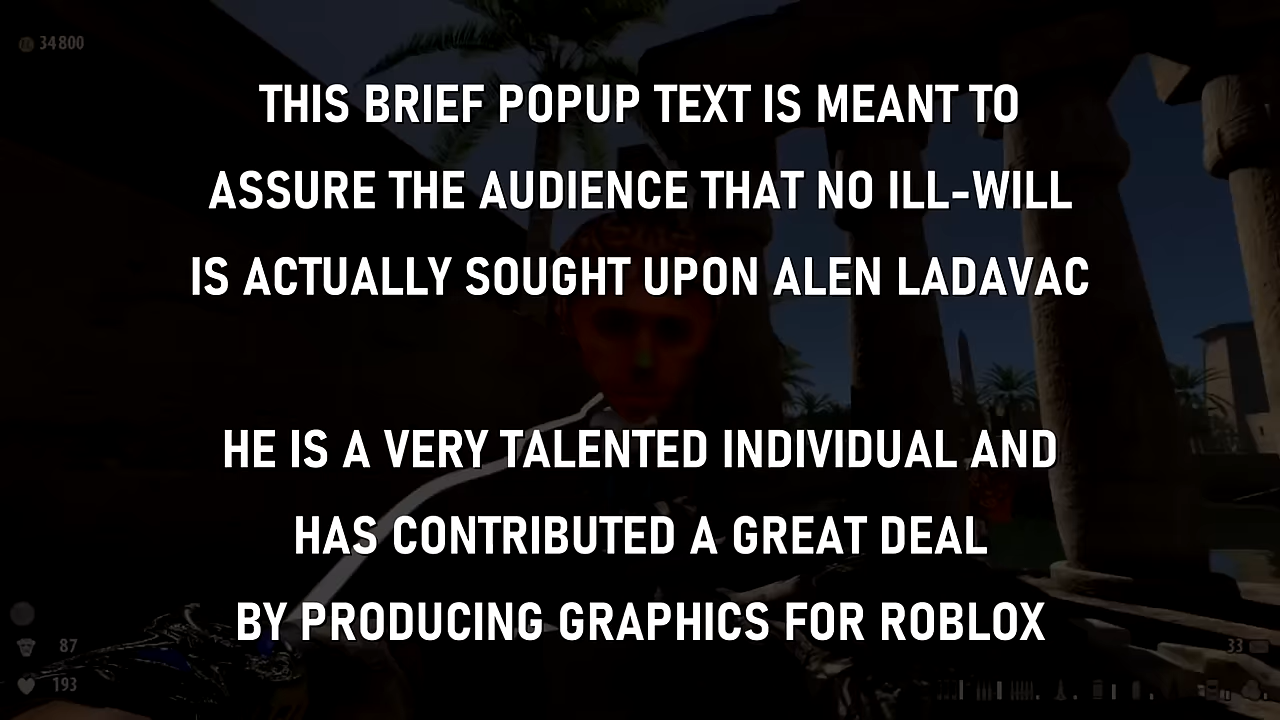 34800
THIS BRIEF POPUP TEXT IS MEANT TO
ASSURE THE AUDIENCE THAT NO ILL-WILL
IS ACTUALLY SOUGHT UPON ALEN LADAVAC
HE IS A VERY TALENTED INDIVIDUAL AND
HAS CONTRIBUTED A GREAT DEAL
BY PRODUCING GRAPHICS FOR ROBLOX
87
33
193